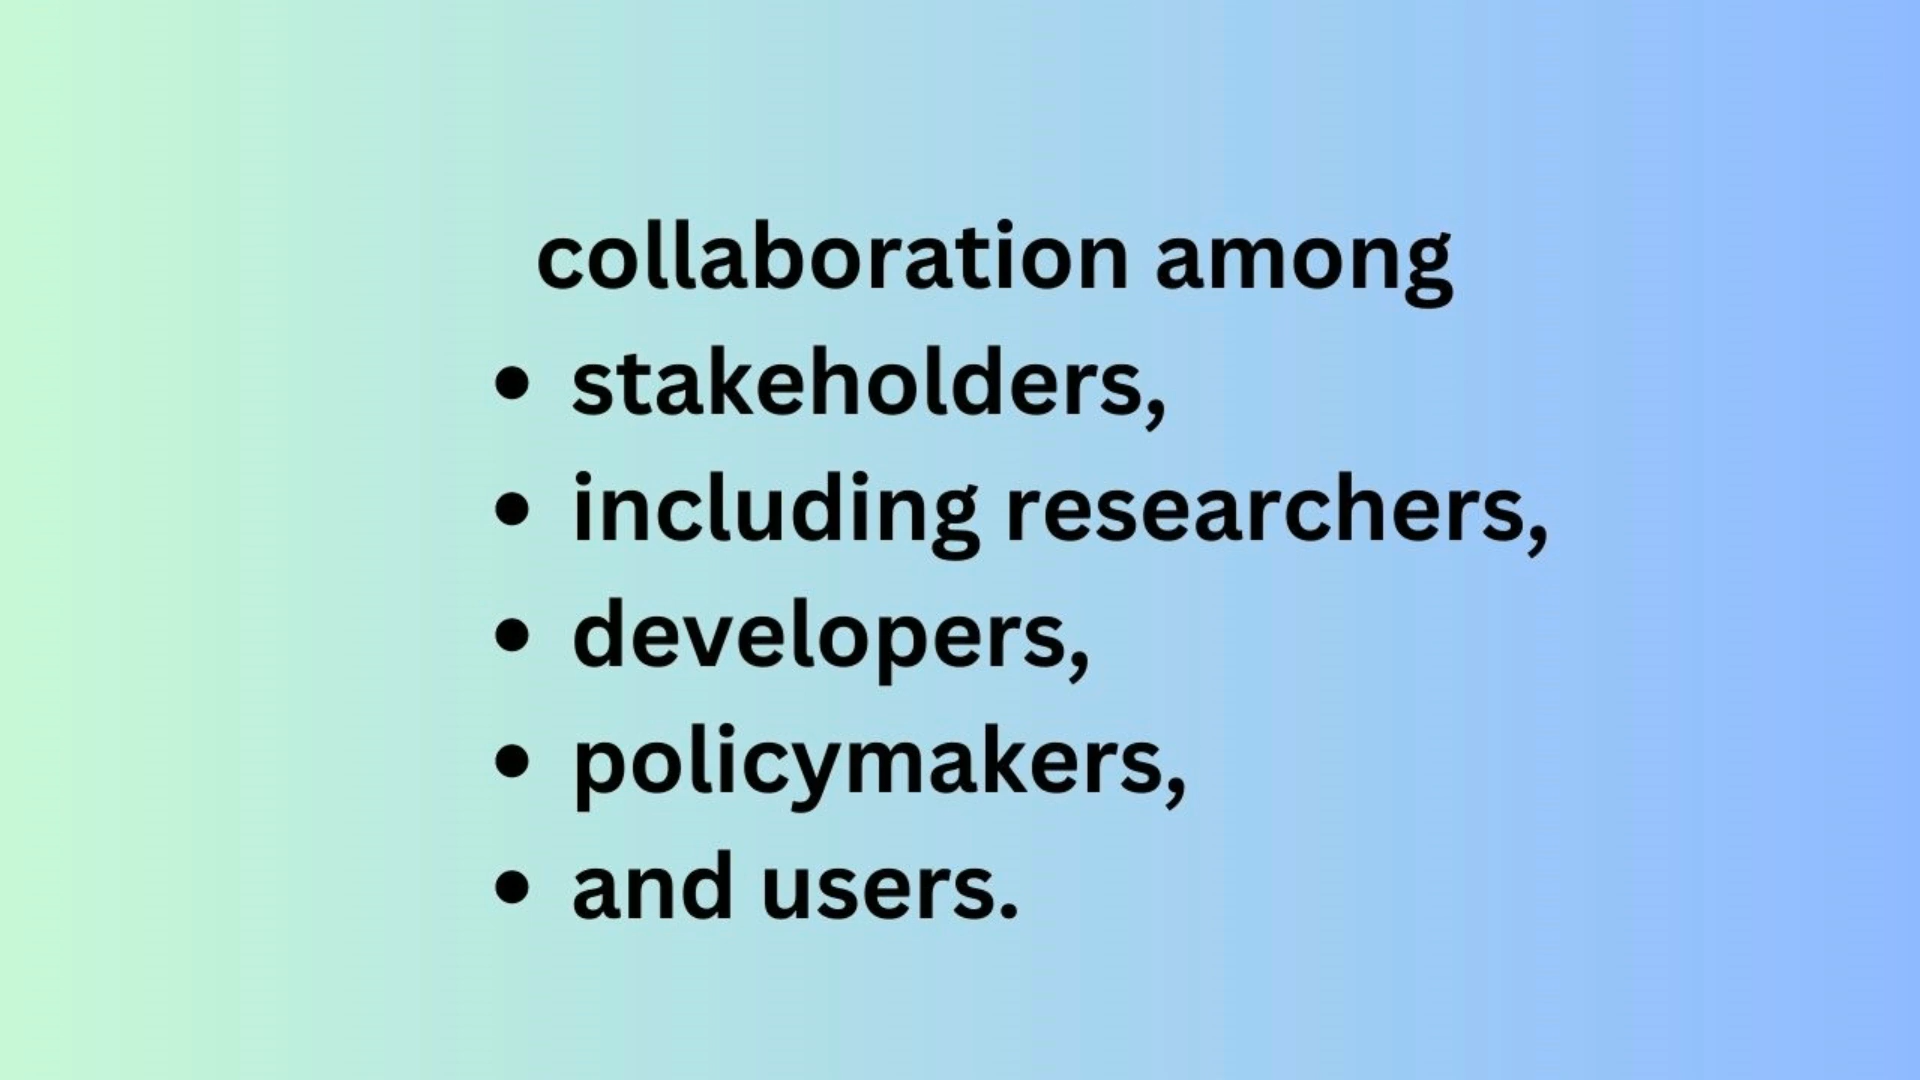 collaboration among
• stakeholders,
• including researchers,
• developers,
• policymakers,
• and users.